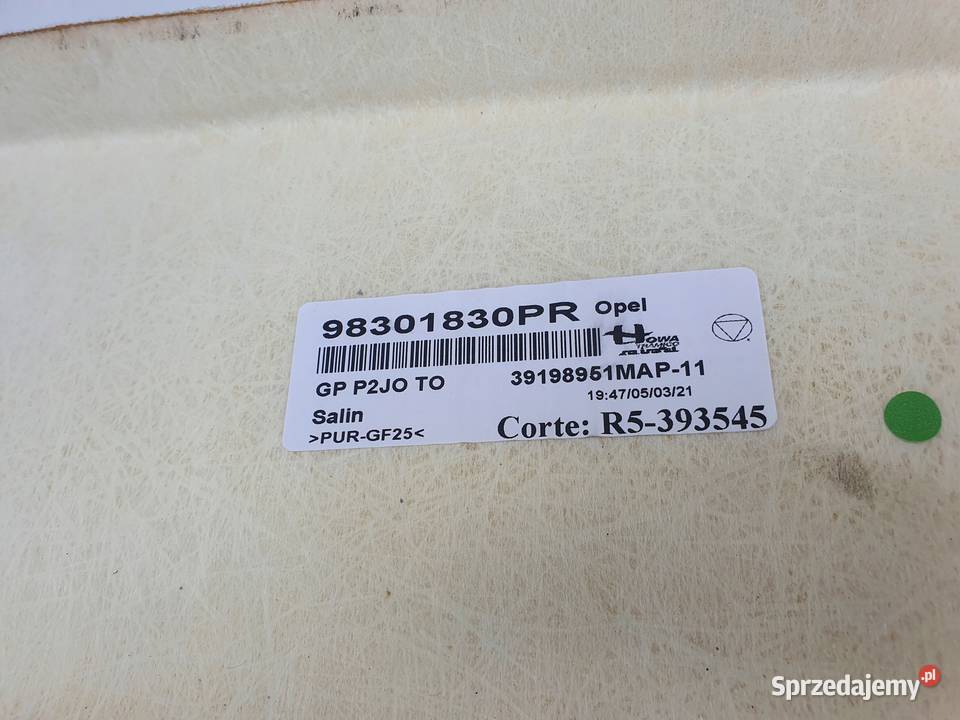 98301830PR Opel
HOWA
TRAMICO
GP P2JO TO 39198951MAP-11
19:47/05/03/21
Salin
Corte: R5-393545
>PUR-GF25<
Sprzedajemy.pl